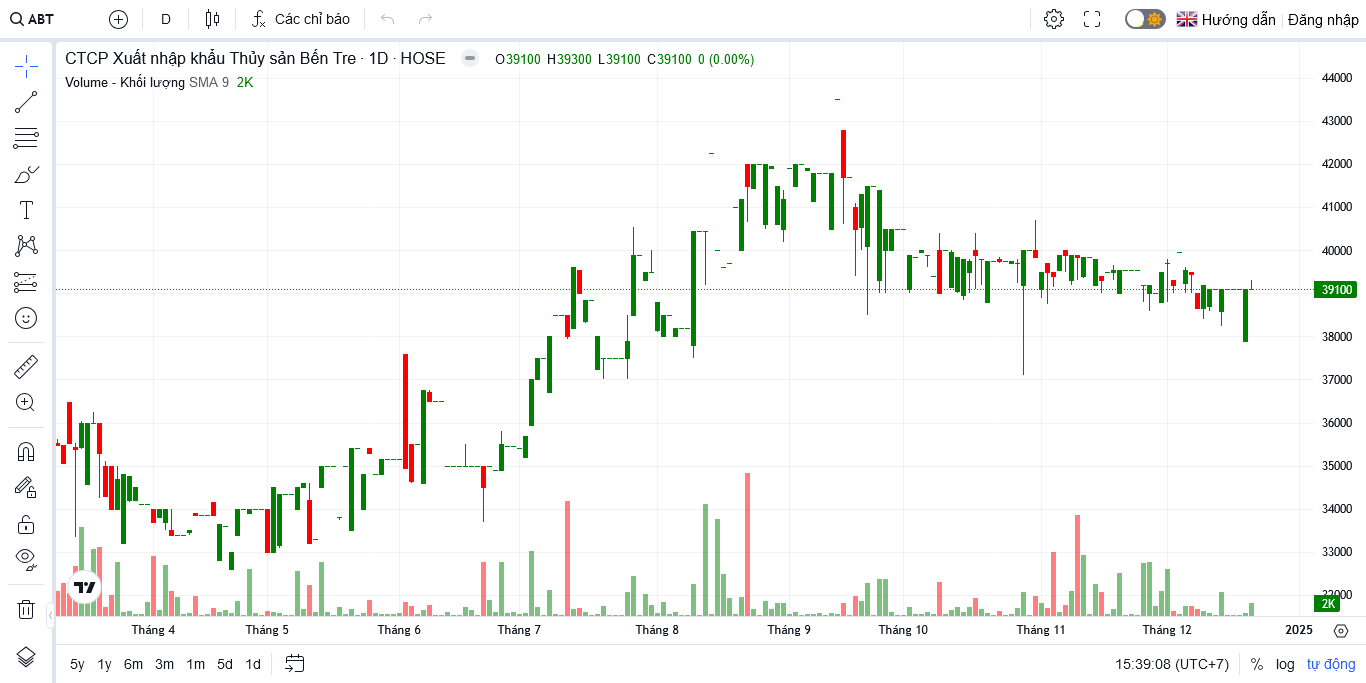 ABT D Các chỉ báo Hướng dẫn Đăng nhập
CTCP Xuất nhập khẩu Thủy sản Bến Tre · 1D · HOSE O39100 H39300 L39100 C39100 0 (0.00%)
Volume - Khối lượng SMA 9 2K
44000
43000
42000
41000
40000
39100
38000
37000
36000
35000
34000
33000
32000
2K
Tháng 4 Tháng 5 Tháng 6 Tháng 7 Tháng 8 Tháng 9 Tháng 10 Tháng 11 Tháng 12 2025
5y 1y 6m 3m 1m 5d 1d 15:39:08 (UTC+7) % log tự động